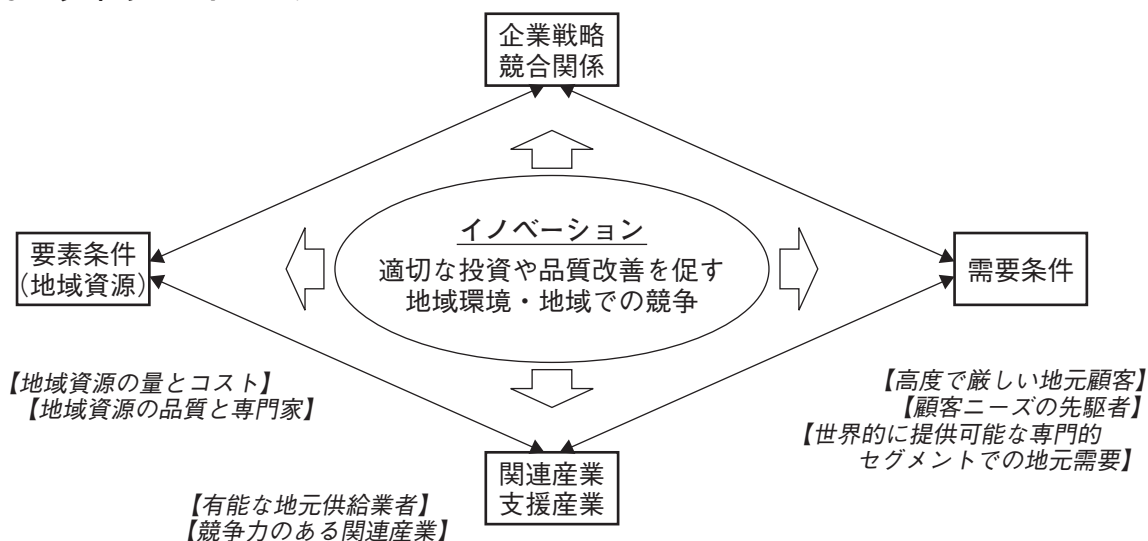 企業戦略
競合関係
イノベーション
適切な投資や品質改善を促す
地域環境・地域での競争
要素条件
(地域資源)
需要条件
【地域資源の量とコスト】
【地域資源の品質と専門家】
【高度で厳しい地元顧客】
【顧客ニーズの先駆者】
【世界的に提供可能な専門的
セグメントでの地元需要】
関連産業
支援産業
【有能な地元供給業者】
【競争力のある関連産業】